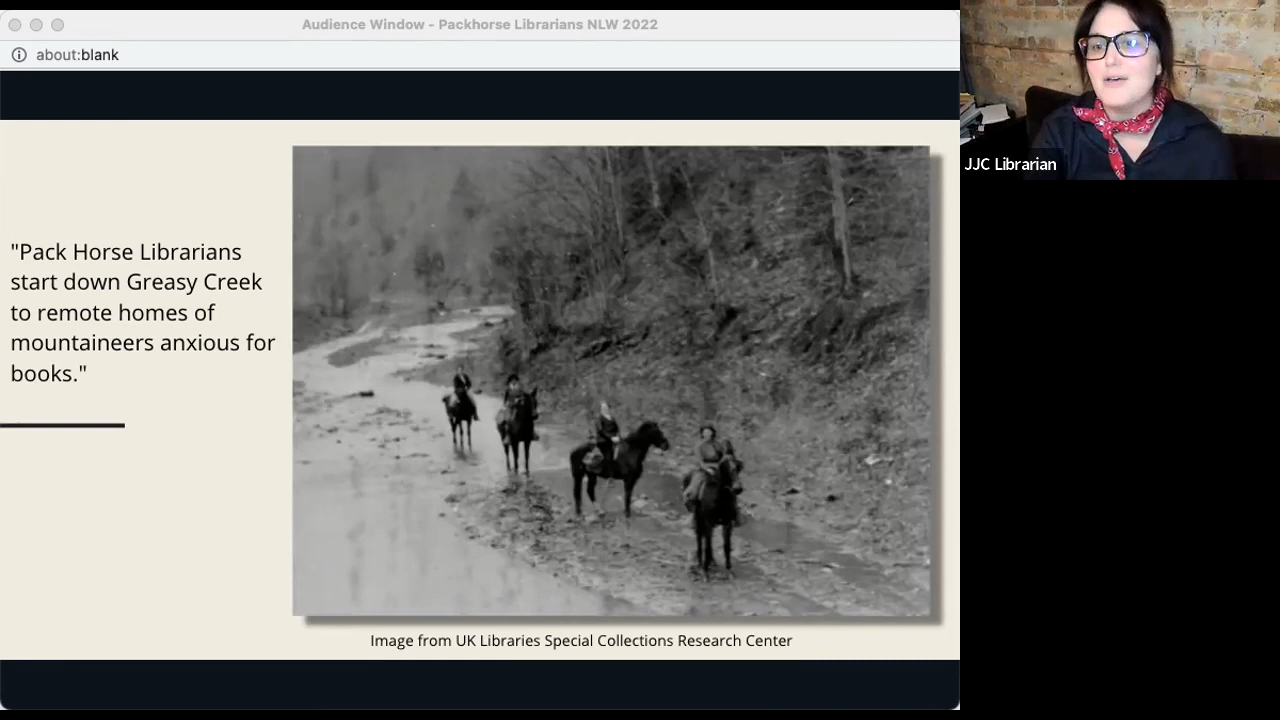 Audience Window - Packhorse Librarians NLW 2022
about:blank
"Pack Horse Librarians
start down Greasy Creek
to remote homes of
mountaineers anxious for
books."
Image from UK Libraries Special Collections Research Center
JJC Librarian